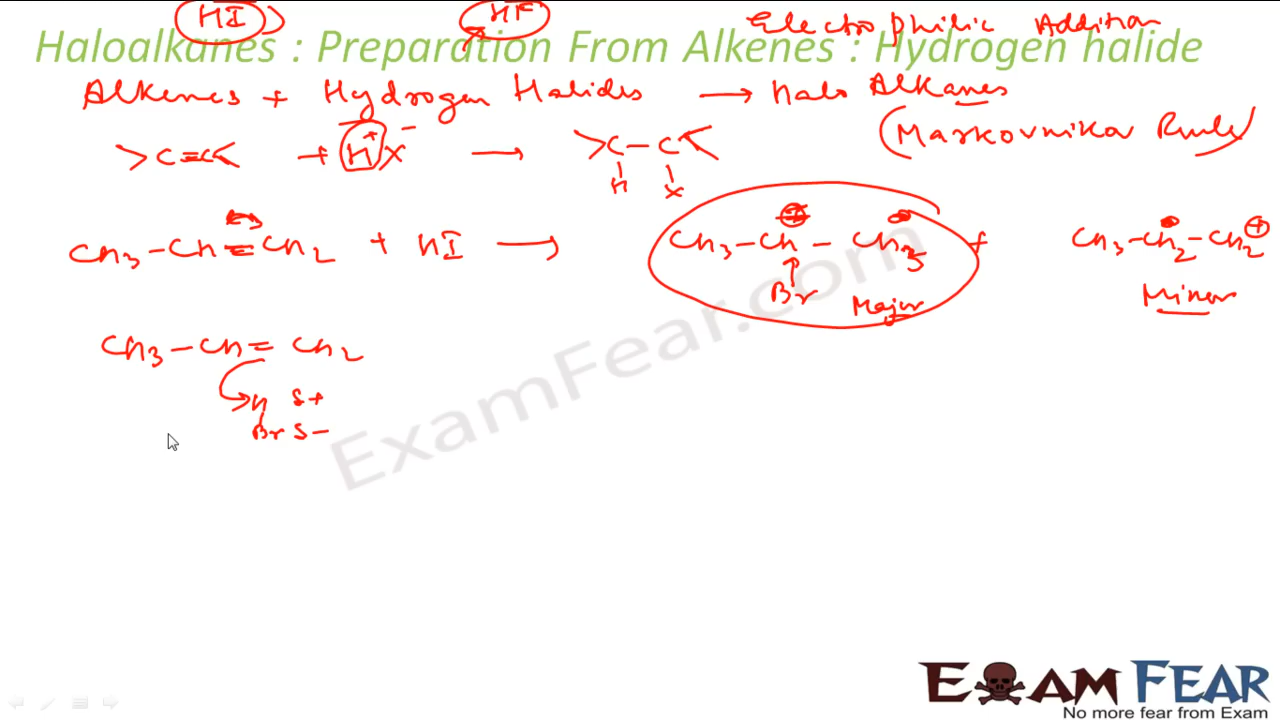 HI HF Electrophilic Addition
Haloalkanes : Preparation From Alkenes : Hydrogen halide
Alkenes + Hydrogen Halides → halo Alkanes
(Markovnikov Rule)
>C=C< + H⁺X⁻ → >C–C<
H X
CH3–CH=CH2 + HI → CH3–CH–CH3 + CH3–CH2–CH2⊕
Br Major Minor
CH3–CH=CH2
H δ+
Br δ−
ExamFear.com
EXAM FEAR
No more fear from Exam